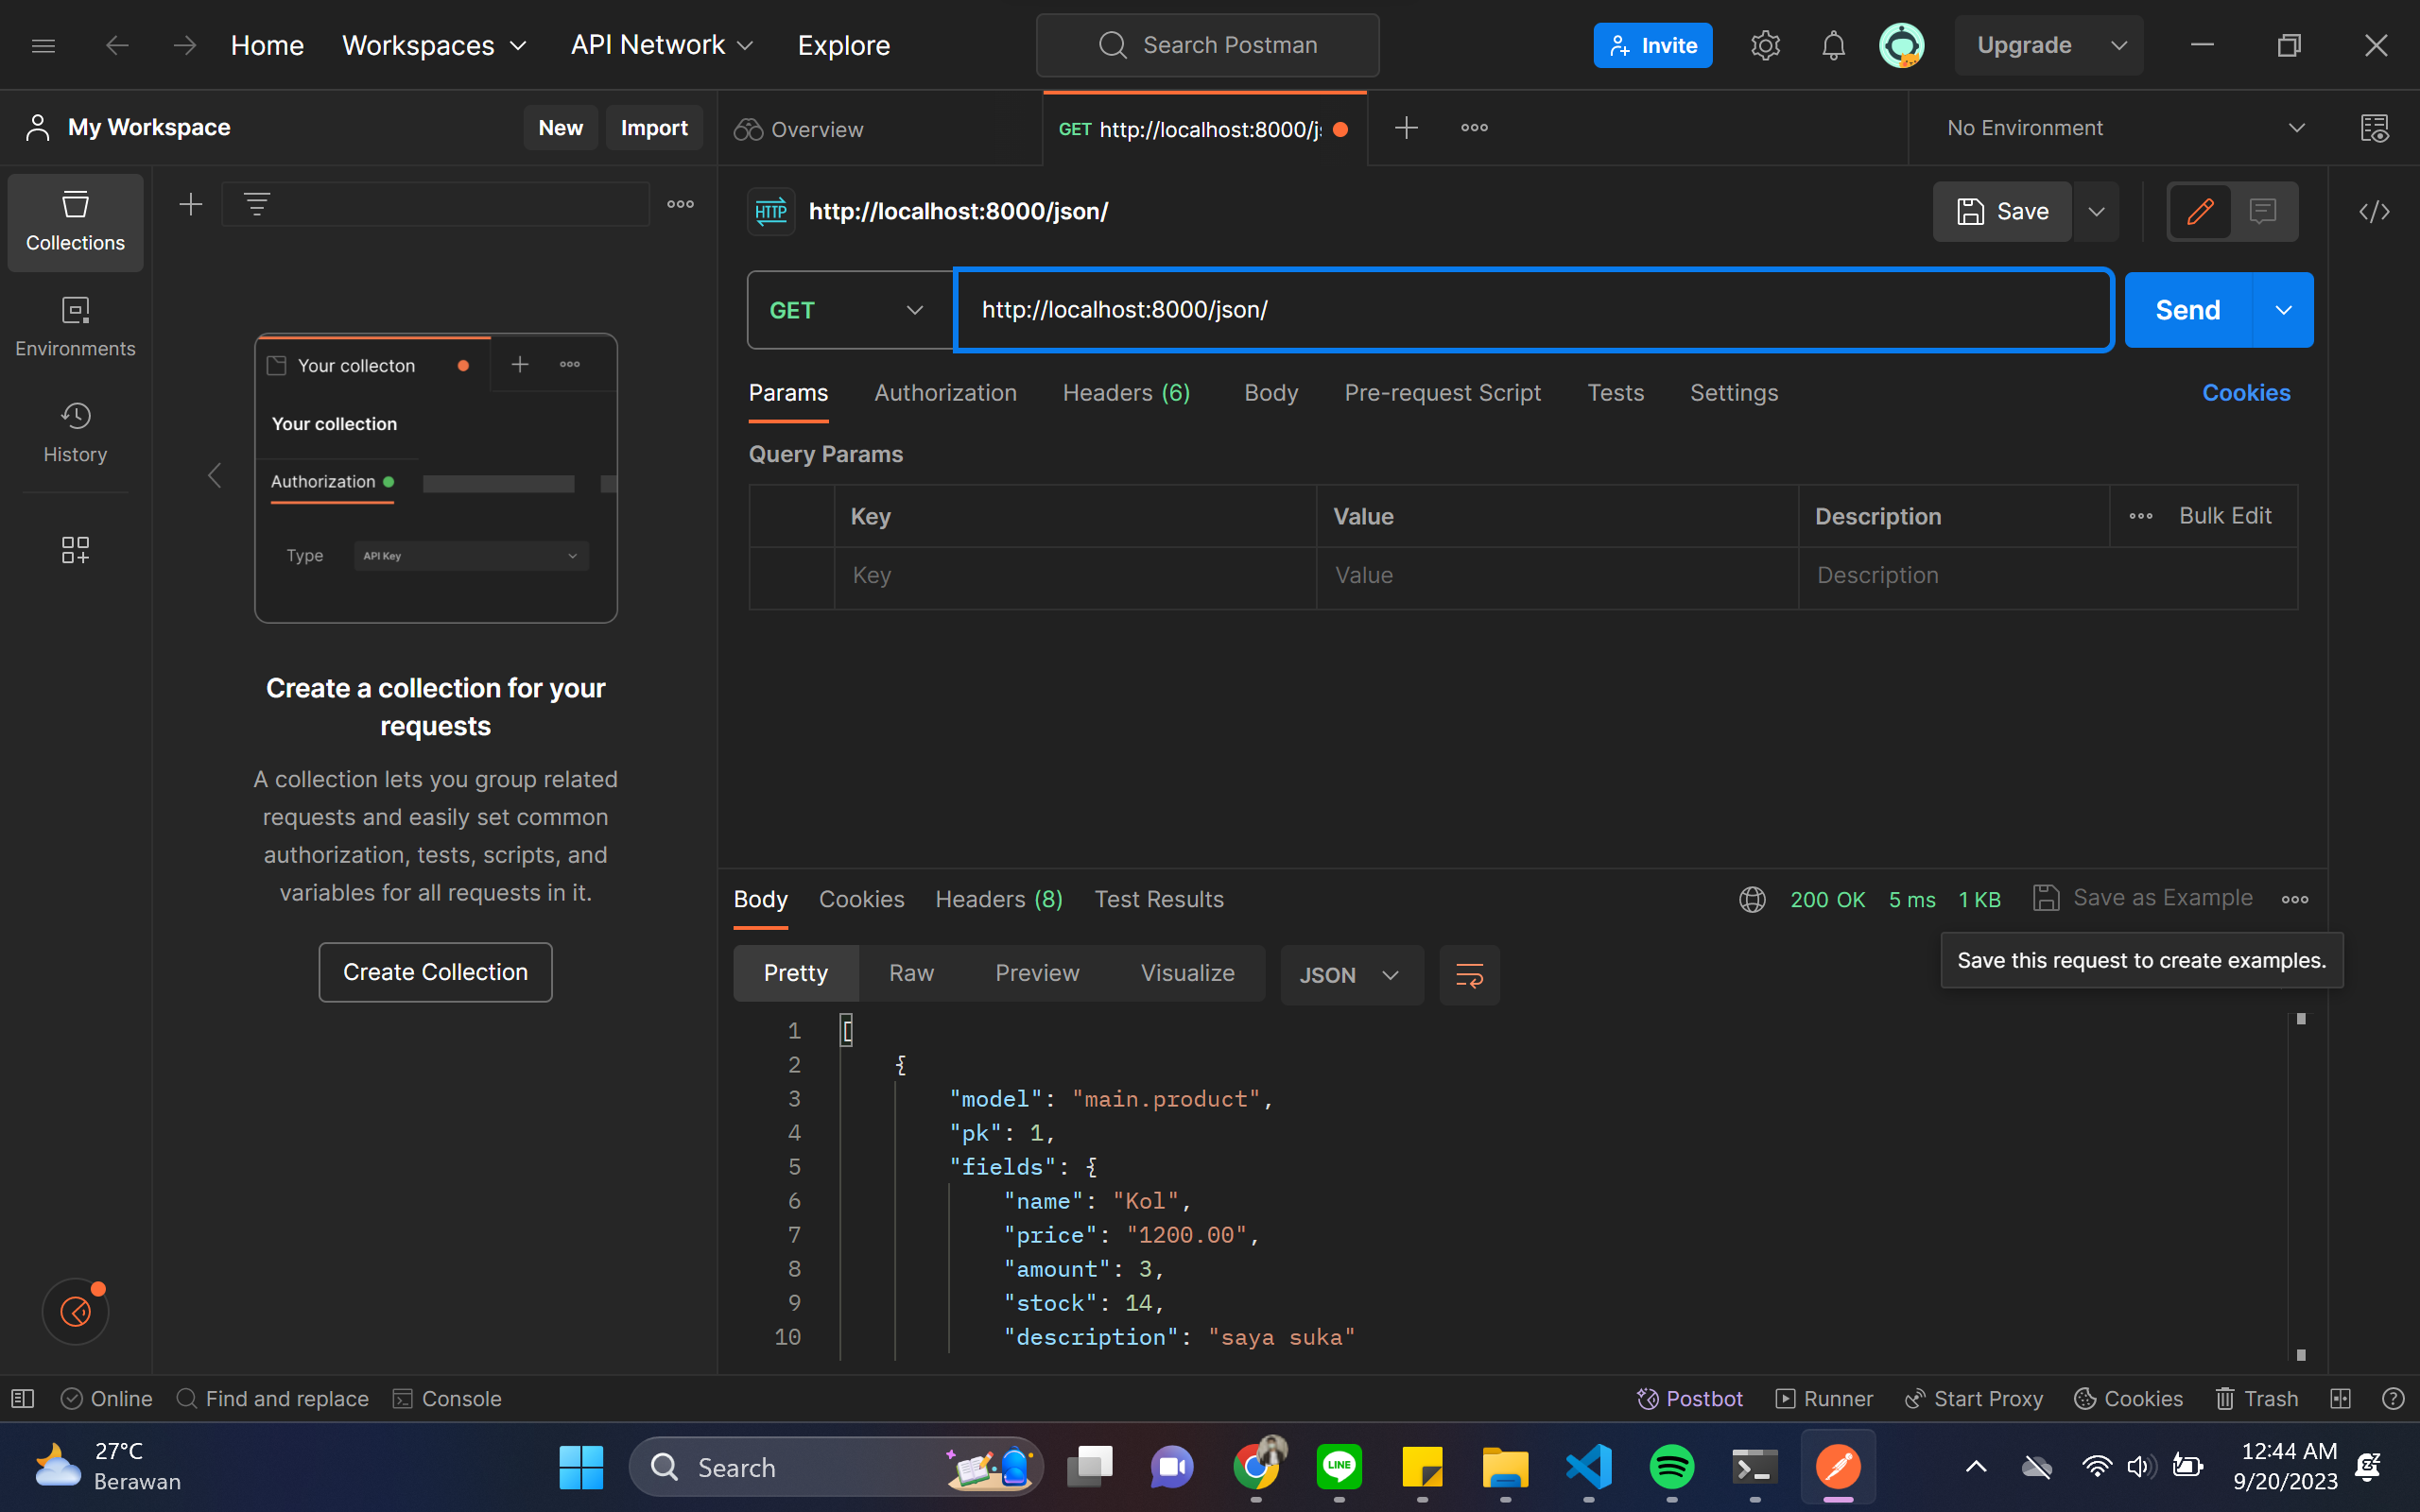 Home Workspaces API Network Explore Search Postman Invite Upgrade
My Workspace New Import Overview GET http://localhost:8000/j No Environment
Collections
Environments
History
Your collecton
Your collection
Authorization
Type API Key
Create a collection for your
requests
A collection lets you group related
requests and easily set common
authorization, tests, scripts, and
variables for all requests in it.
Create Collection
HTTP http://localhost:8000/json/ Save
GET http://localhost:8000/json/ Send
Params Authorization Headers (6) Body Pre-request Script Tests Settings Cookies
Query Params
Key Value Description Bulk Edit
Key Value Description
Body Cookies Headers (8) Test Results 200 OK 5 ms 1 KB Save as Example
Pretty Raw Preview Visualize JSON
Save this request to create examples.
1 [
2 {
3 "model": "main.product",
4 "pk": 1,
5 "fields": {
6 "name": "Kol",
7 "price": "1200.00",
8 "amount": 3,
9 "stock": 14,
10 "description": "saya suka"
Online Find and replace Console Postbot Runner Start Proxy Cookies Trash
27°C
Berawan
Search
LINE
12:44 AM
9/20/2023